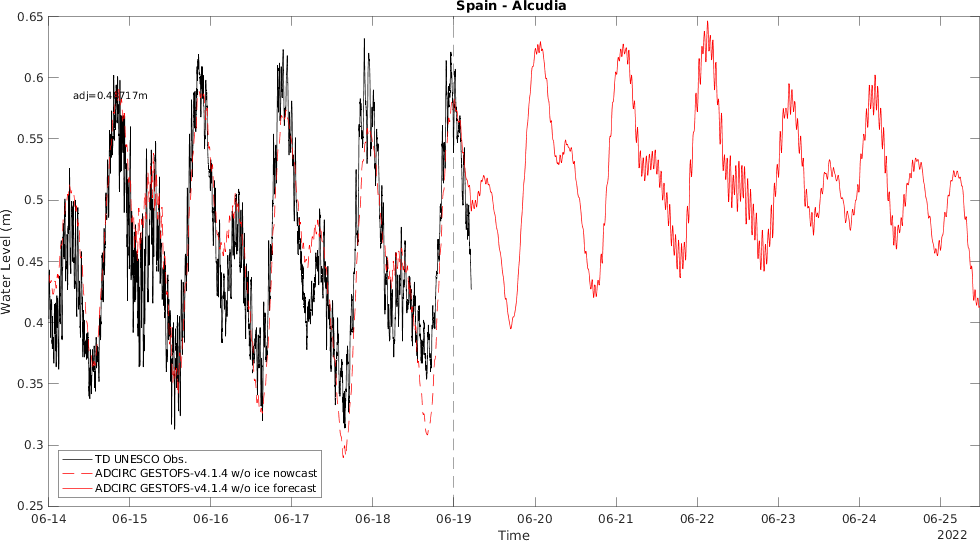 Spain - Alcudia
0.65
0.6
0.55
0.5
0.45
0.4
0.35
0.3
0.25
Water Level (m)
TD UNESCO Obs.
ADCIRC GESTOFS-v4.1.4 w/o ice nowcast
ADCIRC GESTOFS-v4.1.4 w/o ice forecast
06-14 06-15 06-16 06-17 06-18 06-19 06-20 06-21 06-22 06-23 06-24 06-25
Time
2022